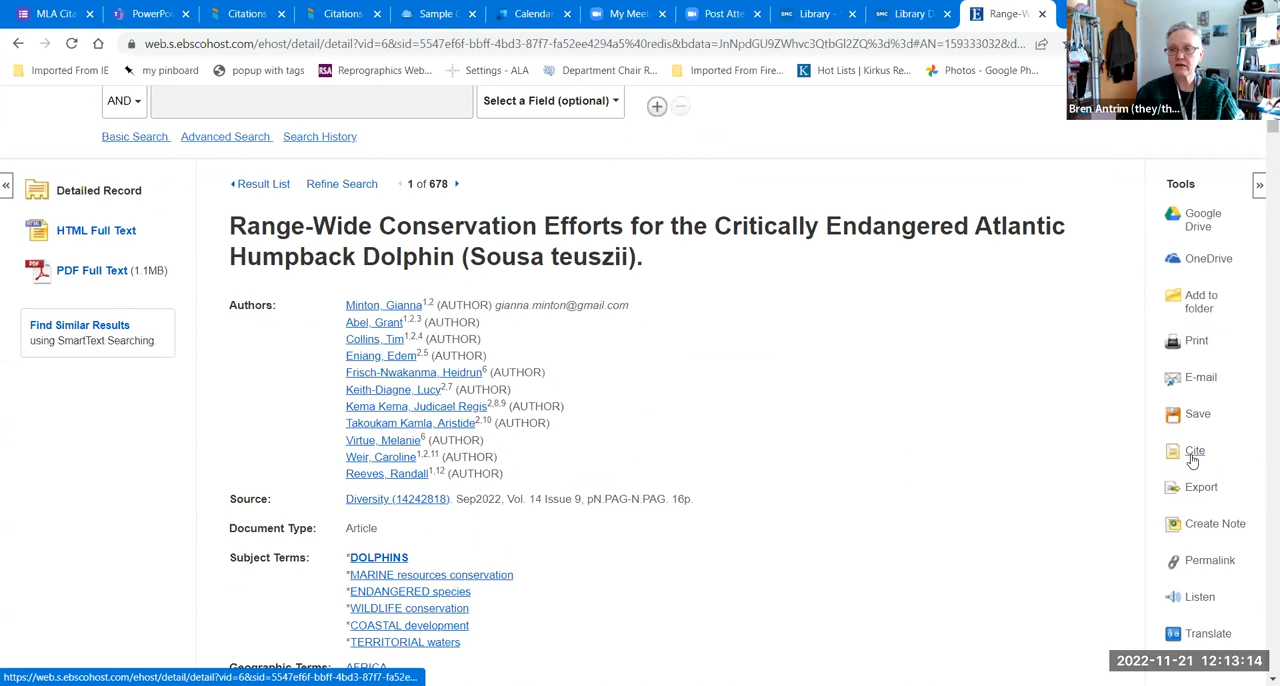 MLA Cita
PowerPoi
Citations
Citations
Sample C
Calendar
My Meet
Post Atte
Library -
Library D
Range-W
web.s.ebscohost.com/ehost/detail/detail?vid=6&sid=5547ef6f-bbff-4bd3-87f7-fa52ee4294a5%40redis&bdata=JnNpdGU9ZWhvc3QtbGl2ZQ%3d%3d#AN=159333032&d...
Imported From IE
my pinboard
popup with tags
RSA Reprographics Web...
Settings - ALA
Department Chair R...
Imported From Fire...
K Hot Lists | Kirkus Re...
Photos - Google Ph...
Bren Antrim (they/th...
AND
Select a Field (optional)
Basic Search Advanced Search Search History
Detailed Record
HTML Full Text
PDF Full Text (1.1MB)
Find Similar Results
using SmartText Searching.
Result List Refine Search 1 of 678
Range-Wide Conservation Efforts for the Critically Endangered Atlantic
Humpback Dolphin (Sousa teuszii).
Authors: Minton, Gianna1,2 (AUTHOR) gianna.minton@gmail.com
Abel, Grant1,2,3 (AUTHOR)
Collins, Tim1,2,4 (AUTHOR)
Eniang, Edem2,5 (AUTHOR)
Frisch-Nwakanma, Heidrun6 (AUTHOR)
Keith-Diagne, Lucy2,7 (AUTHOR)
Kema Kema, Judicael Regis2,8,9 (AUTHOR)
Takoukam Kamla, Aristide2,10 (AUTHOR)
Virtue, Melanie6 (AUTHOR)
Weir, Caroline1,2,11 (AUTHOR)
Reeves, Randall1,12 (AUTHOR)
Source: Diversity (14242818). Sep2022, Vol. 14 Issue 9, pN.PAG-N.PAG. 16p.
Document Type: Article
Subject Terms: *DOLPHINS
*MARINE resources conservation
*ENDANGERED species
*WILDLIFE conservation
*COASTAL development
*TERRITORIAL waters
Geographic Terms: AFRICA
Tools
Google
Drive
OneDrive
Add to
folder
Print
E-mail
Save
Cite
Export
Create Note
Permalink
Listen
Translate
2022-11-21 12:13:14
https://web.s.ebscohost.com/ehost/detail/detail?vid=6&sid=5547ef6f-bbff-4bd3-87f7-fa52e...